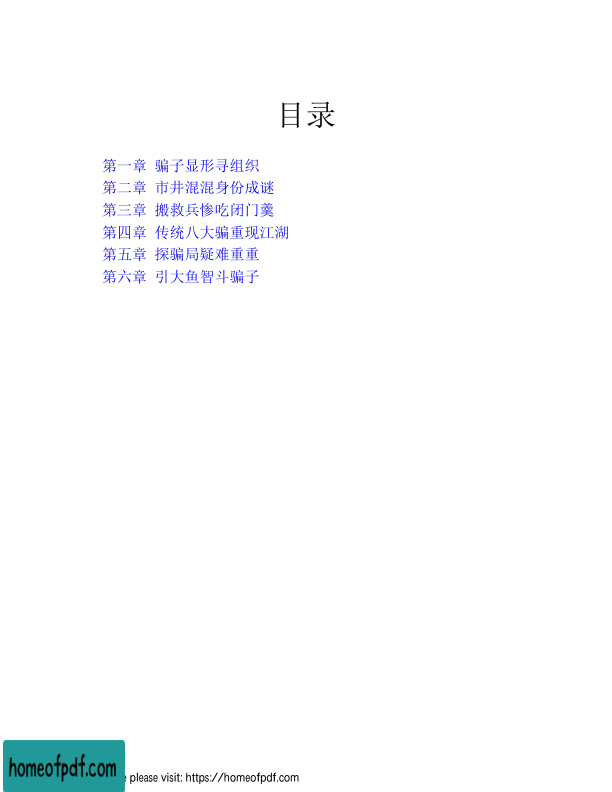 目录
第一章 骗子显形寻组织
第二章 市井混混身份成谜
第三章 搬救兵惨吃闭门羹
第四章 传统八大骗重现江湖
第五章 探骗局疑难重重
第六章 引大鱼智斗骗子
homeofpdf.com
please visit: https://homeofpdf.com